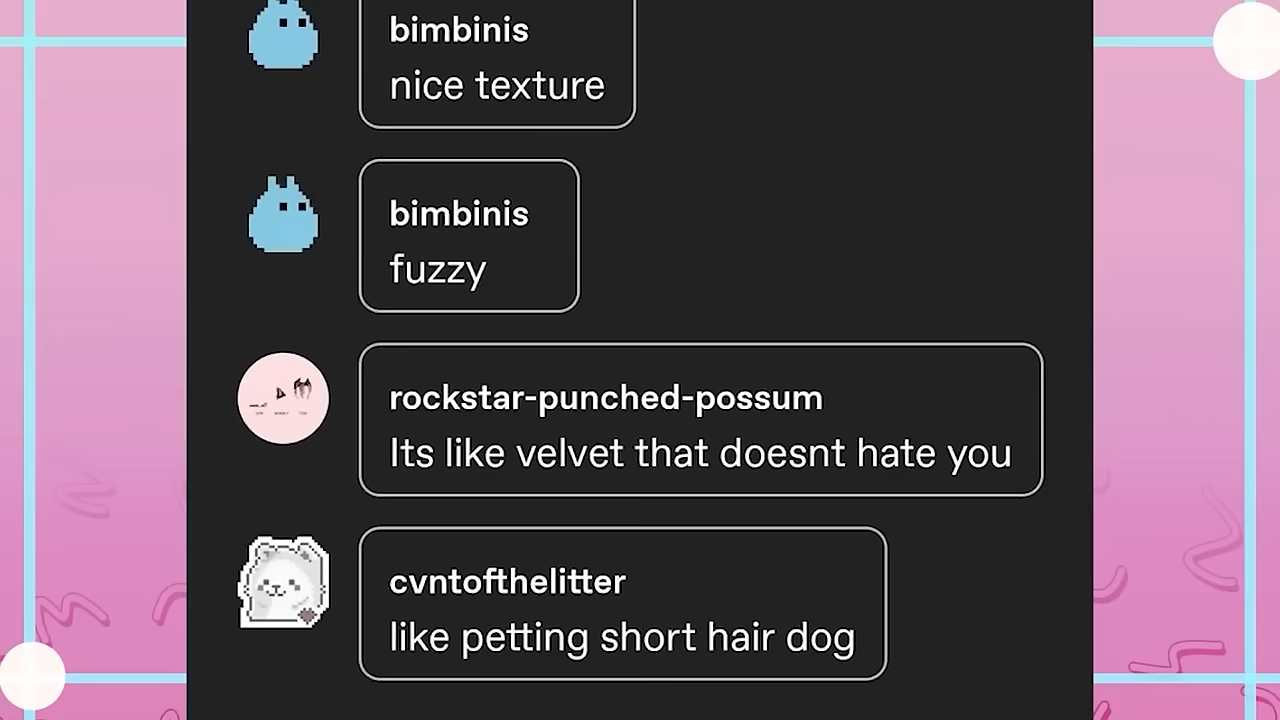 bimbinis
nice texture
bimbinis
fuzzy
rockstar-punched-possum
Its like velvet that doesnt hate you
cvntofthelitter
like petting short hair dog